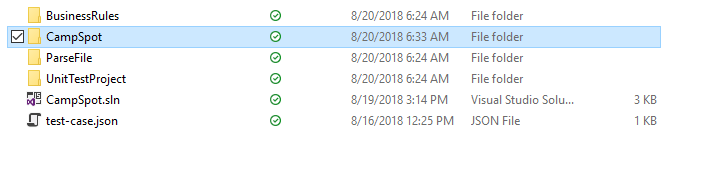 BusinessRules 8/20/2018 6:24 AM File folder
CampSpot 8/20/2018 6:33 AM File folder
ParseFile 8/20/2018 6:24 AM File folder
UnitTestProject 8/20/2018 6:24 AM File folder
CampSpot.sln 8/19/2018 3:14 PM Visual Studio Solu... 3 KB
test-case.json 8/16/2018 12:25 PM JSON File 1 KB